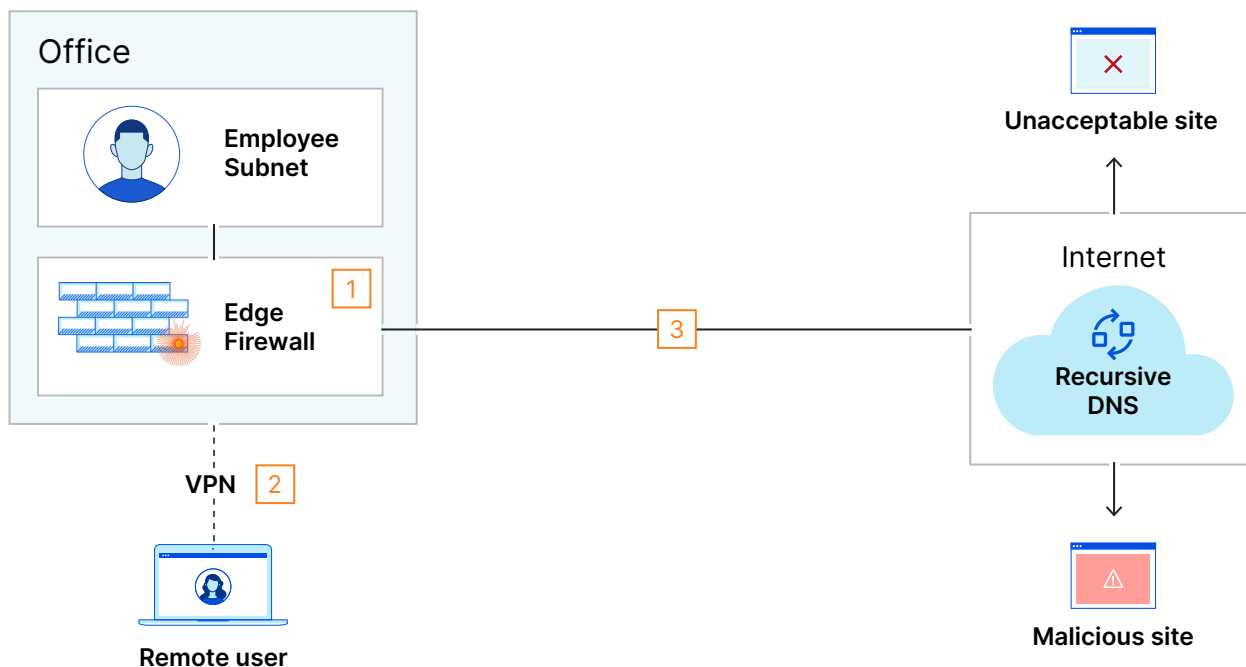 Office
Employee
Subnet
1
Edge
Firewall
VPN
2
Remote user
3
Unacceptable site
Internet
Recursive
DNS
Malicious site